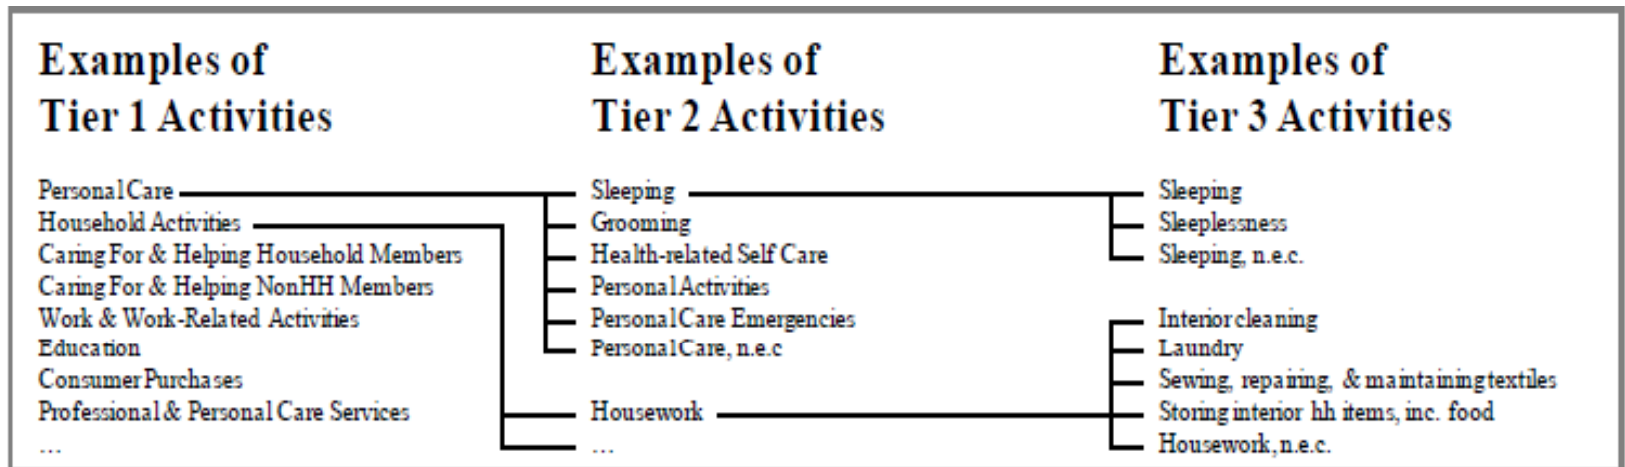 Examples of
Tier 1 Activities
Personal Care
Household Activities
Caring For & Helping Household Members
Caring For & Helping NonHH Members
Work & Work-Related Activities
Education
Consumer Purchases
Professional & Personal Care Services
...
Examples of
Tier 2 Activities
Sleeping
Grooming
Health-related Self Care
Personal Activities
Personal Care Emergencies
Personal Care, n.e.c
Housework
...
Examples of
Tier 3 Activities
Sleeping
Sleeplessness
Sleeping, n.e.c.
Interior cleaning
Laundry
Sewing, repairing, & maintaining textiles
Storing interior hh items, inc. food
Housework, n.e.c.